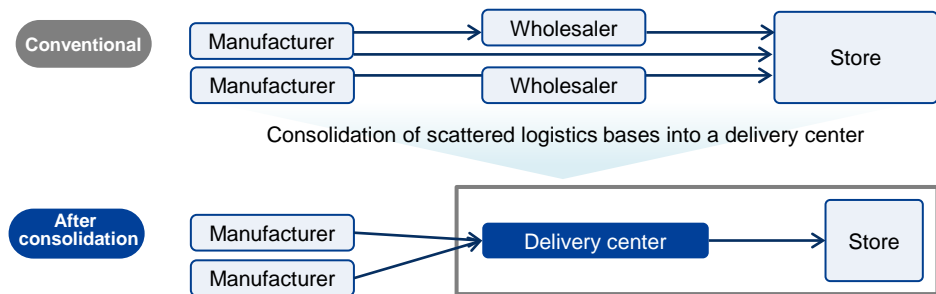 Conventional
Manufacturer
Wholesaler
Store
Manufacturer
Wholesaler
Consolidation of scattered logistics bases into a delivery center
After
consolidation
Manufacturer
Delivery center
Store
Manufacturer